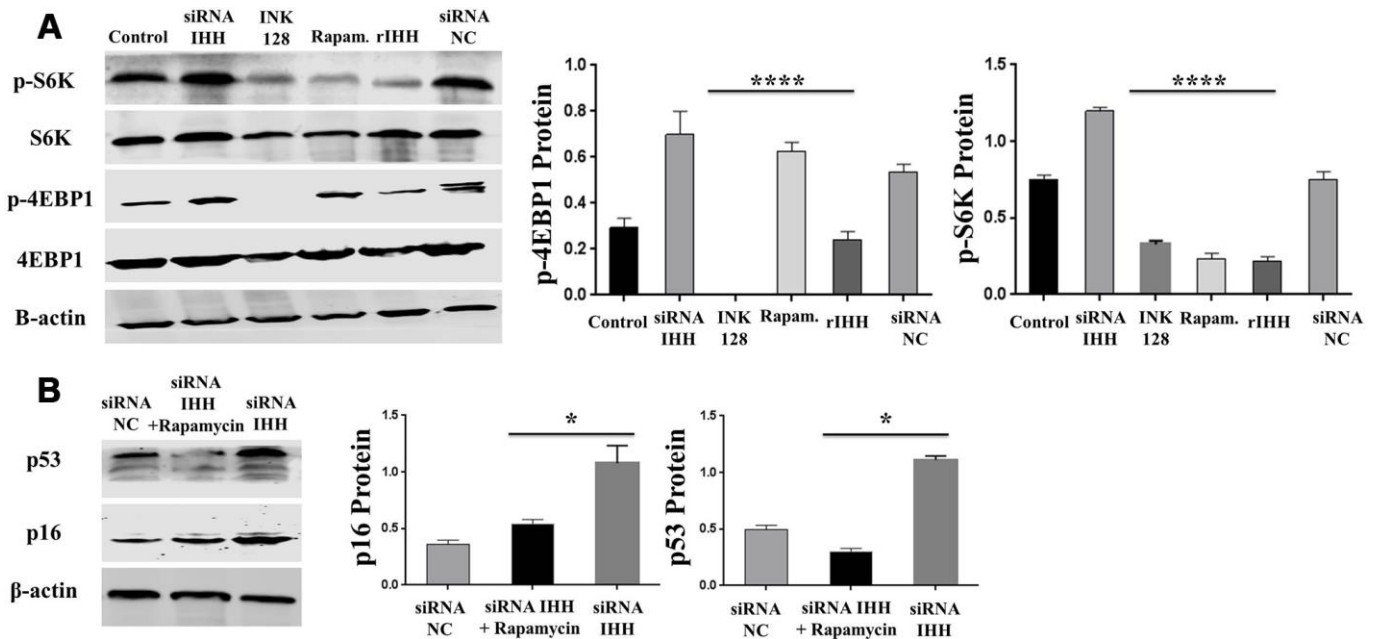 A
Control
siRNA
IHH
INK
128
Rapam.
rIHH
siRNA
NC
p-S6K
S6K
p-4EBP1
4EBP1
B-actin
p-4EBP1 Protein
0.8
0.6
0.4
0.2
0.0
****
Control
siRNA
IHH
INK
128
Rapam.
rIHH
siRNA
NC
p-S6K Protein
1.5
1.0
0.5
0.0
****
Control
siRNA
IHH
INK
128
Rapam.
rIHH
siRNA
NC
B
siRNA
NC
siRNA
IHH
+Rapamycin
siRNA
IHH
p53
p16
β-actin
p16 Protein
1.5
1.0
0.5
0.0
*
siRNA
NC
siRNA IHH
+ Rapamycin
siRNA
IHH
p53 Protein
1.5
1.0
0.5
0.0
*
siRNA
NC
siRNA IHH
+ Rapamycin
siRNA
IHH